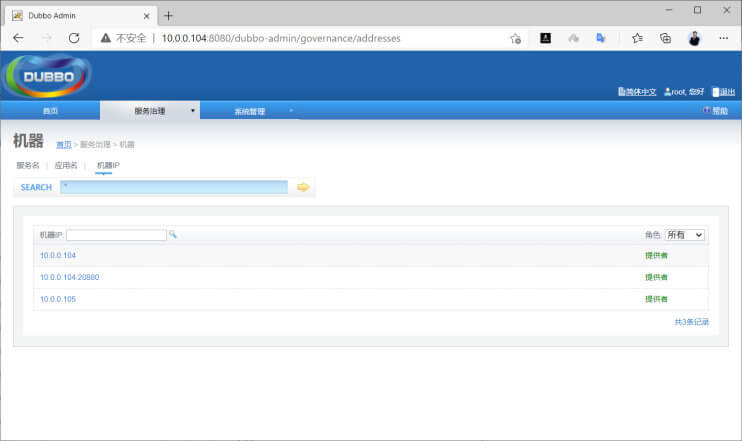 Dubbo Admin
不安全 | 10.0.0.104:8080/dubbo-admin/governance/addresses
DUBBO
简体中文 root, 您好 退出
首页 服务治理 系统管理 帮助
机器 首页 > 服务治理 > 机器
服务名 | 应用名 | 机器IP
SEARCH *
机器IP: 角色: 所有
10.0.0.104 提供者
10.0.0.104:20880 提供者
10.0.0.105 提供者
共3条记录